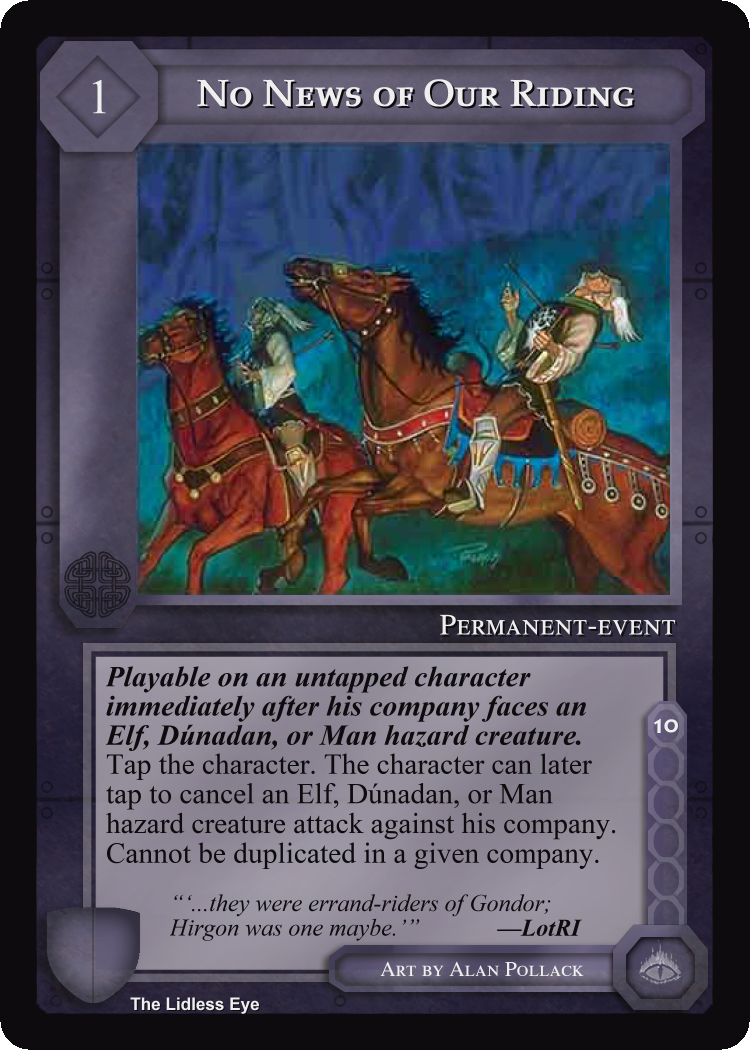 1
No News of Our Riding
Permanent-event
Playable on an untapped character
immediately after his company faces an
Elf, Dúnadan, or Man hazard creature.
Tap the character. The character can later
tap to cancel an Elf, Dúnadan, or Man
hazard creature attack against his company.
Cannot be duplicated in a given company.
10
“‘...they were errand-riders of Gondor;
Hirgon was one maybe.’” —LotRI
Art by Alan Pollack
The Lidless Eye